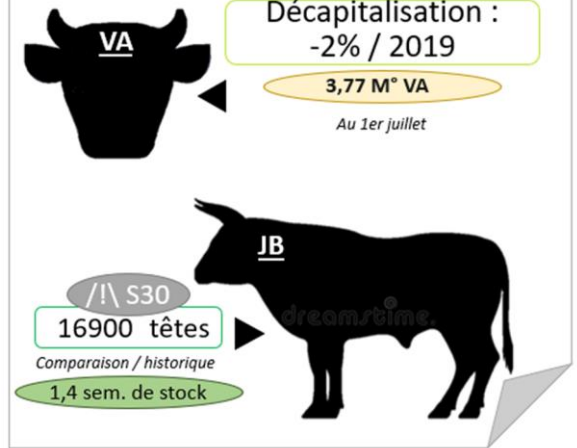 Décapitalisation :
-2% / 2019
VA
3,77 M° VA
Au 1er juillet
JB
/!\ S30
16900 têtes
Comparaison / historique
1,4 sem. de stock
dreamstime.